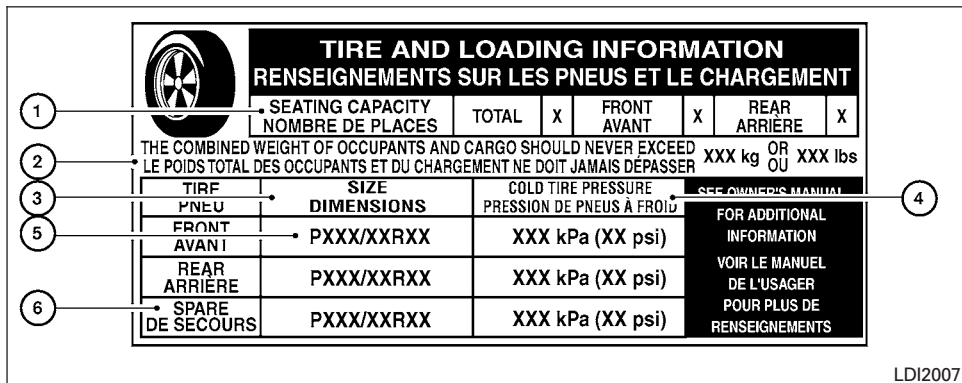 TIRE AND LOADING INFORMATION
RENSEIGNEMENTS SUR LES PNEUS ET LE CHARGEMENT
1
SEATING CAPACITY
NOMBRE DE PLACES
TOTAL X
FRONT
AVANT
X
REAR
ARRIÈRE
X
2
THE COMBINED WEIGHT OF OCCUPANTS AND CARGO SHOULD NEVER EXCEED
LE POIDS TOTAL DES OCCUPANTS ET DU CHARGEMENT NE DOIT JAMAIS DÉPASSER
XXX kg
OR
OU
XXX lbs
3
TIRE
PNEU
SIZE
DIMENSIONS
COLD TIRE PRESSURE
PRESSION DE PNEUS À FROID
4
5
FRONT
AVANT
PXXX/XXRXX
XXX kPa (XX psi)
REAR
ARRIÈRE
PXXX/XXRXX
XXX kPa (XX psi)
6
SPARE
DE SECOURS
PXXX/XXRXX
XXX kPa (XX psi)
SEE OWNER'S MANUAL
FOR ADDITIONAL
INFORMATION
VOIR LE MANUEL
DE L'USAGER
POUR PLUS DE
RENSEIGNEMENTS
LDI2007